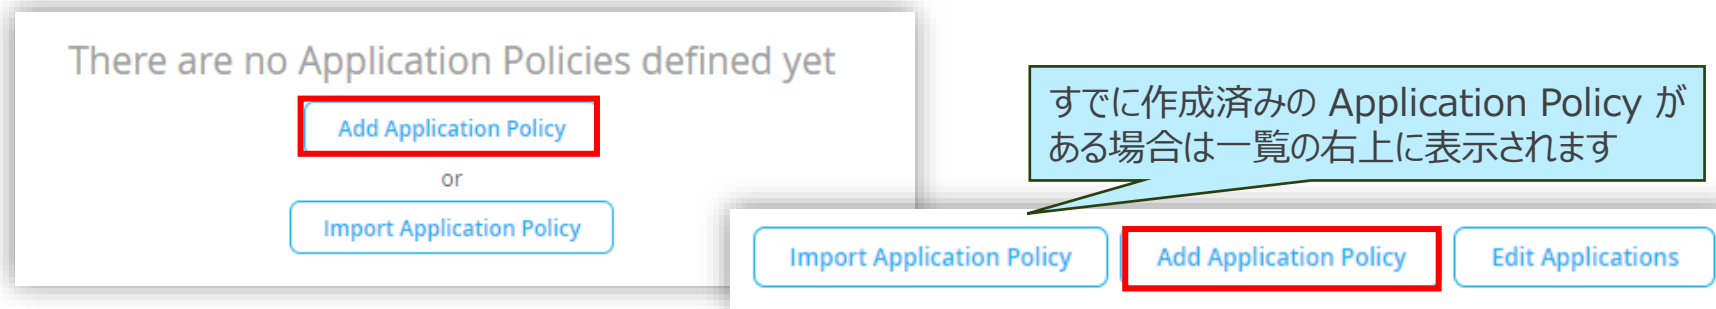 There are no Application Policies defined yet
Add Application Policy
or
Import Application Policy
すでに作成済みの Application Policy が
ある場合は一覧の右上に表示されます
Import Application Policy
Add Application Policy
Edit Applications